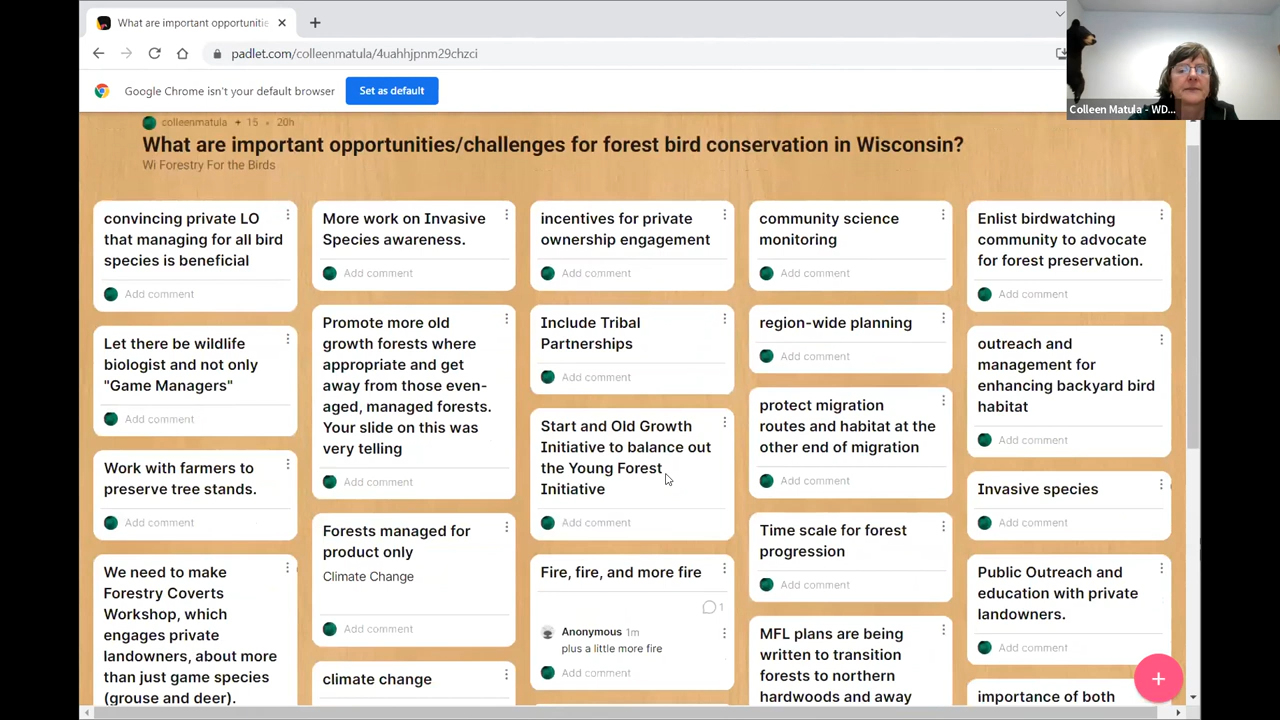 What are important opportunitie
padlet.com/colleenmatula/4uahhjpnm29chzci
Google Chrome isn't your default browser
Set as default
Colleen Matula - WD...
colleenmatula + 15 • 20h
What are important opportunities/challenges for forest bird conservation in Wisconsin?
Wi Forestry For the Birds
convincing private LO
that managing for all bird
species is beneficial
Add comment
Let there be wildlife
biologist and not only
"Game Managers"
Add comment
Work with farmers to
preserve tree stands.
Add comment
We need to make
Forestry Coverts
Workshop, which
engages private
landowners, about more
than just game species
(grouse and deer).
More work on Invasive
Species awareness.
Add comment
Promote more old
growth forests where
appropriate and get
away from those even-
aged, managed forests.
Your slide on this was
very telling
Add comment
Forests managed for
product only
Climate Change
Add comment
climate change
incentives for private
ownership engagement
Add comment
Include Tribal
Partnerships
Add comment
Start and Old Growth
Initiative to balance out
the Young Forest
Initiative
Add comment
Fire, fire, and more fire
1
Anonymous 1m
plus a little more fire
Add comment
community science
monitoring
Add comment
region-wide planning
Add comment
protect migration
routes and habitat at the
other end of migration
Add comment
Time scale for forest
progression
Add comment
MFL plans are being
written to transition
forests to northern
hardwoods and away
Enlist birdwatching
community to advocate
for forest preservation.
Add comment
outreach and
management for
enhancing backyard bird
habitat
Add comment
Invasive species
Add comment
Public Outreach and
education with private
landowners.
Add comment
importance of both